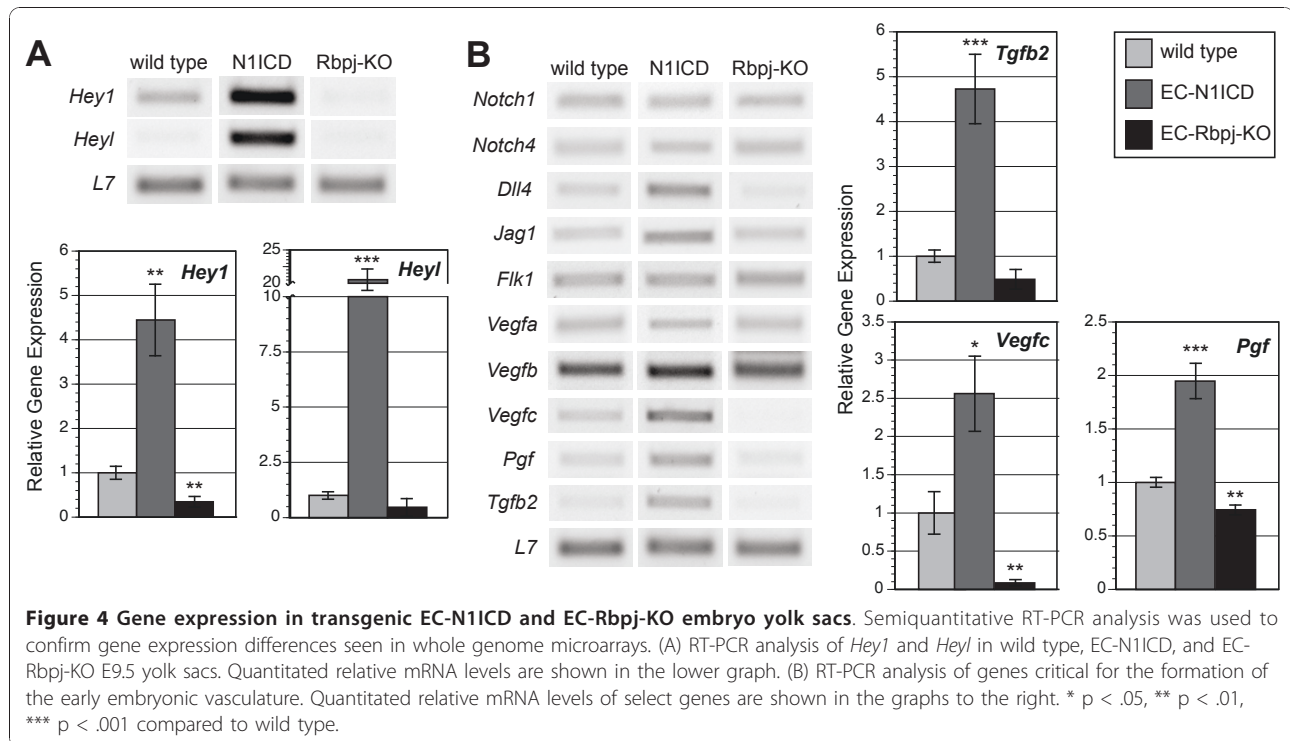 A
wild type N1ICD Rbpj-KO
Hey1
Heyl
L7
Relative Gene Expression
6
5
4
3
2
1
0
Hey1
**
**
25
20
10
7.5
5
2.5
0
Heyl
***
B
wild type N1ICD Rbpj-KO
Notch1
Notch4
Dll4
Jag1
Flk1
Vegfa
Vegfb
Vegfc
Pgf
Tgfb2
L7
Relative Gene Expression
6
5
4
3
2
1
0
Tgfb2
***
3.5
3
2.5
2
1.5
1
0.5
0
Vegfc
*
**
2.5
2
1.5
1
0.5
0
Pgf
***
**
wild type
EC-N1ICD
EC-Rbpj-KO
Figure 4 Gene expression in transgenic EC-N1ICD and EC-Rbpj-KO embryo yolk sacs. Semiquantitative RT-PCR analysis was used to
confirm gene expression differences seen in whole genome microarrays. (A) RT-PCR analysis of Hey1 and Heyl in wild type, EC-N1ICD, and EC-
Rbpj-KO E9.5 yolk sacs. Quantitated relative mRNA levels are shown in the lower graph. (B) RT-PCR analysis of genes critical for the formation of
the early embryonic vasculature. Quantitated relative mRNA levels of select genes are shown in the graphs to the right. * p < .05, ** p < .01,
*** p < .001 compared to wild type.